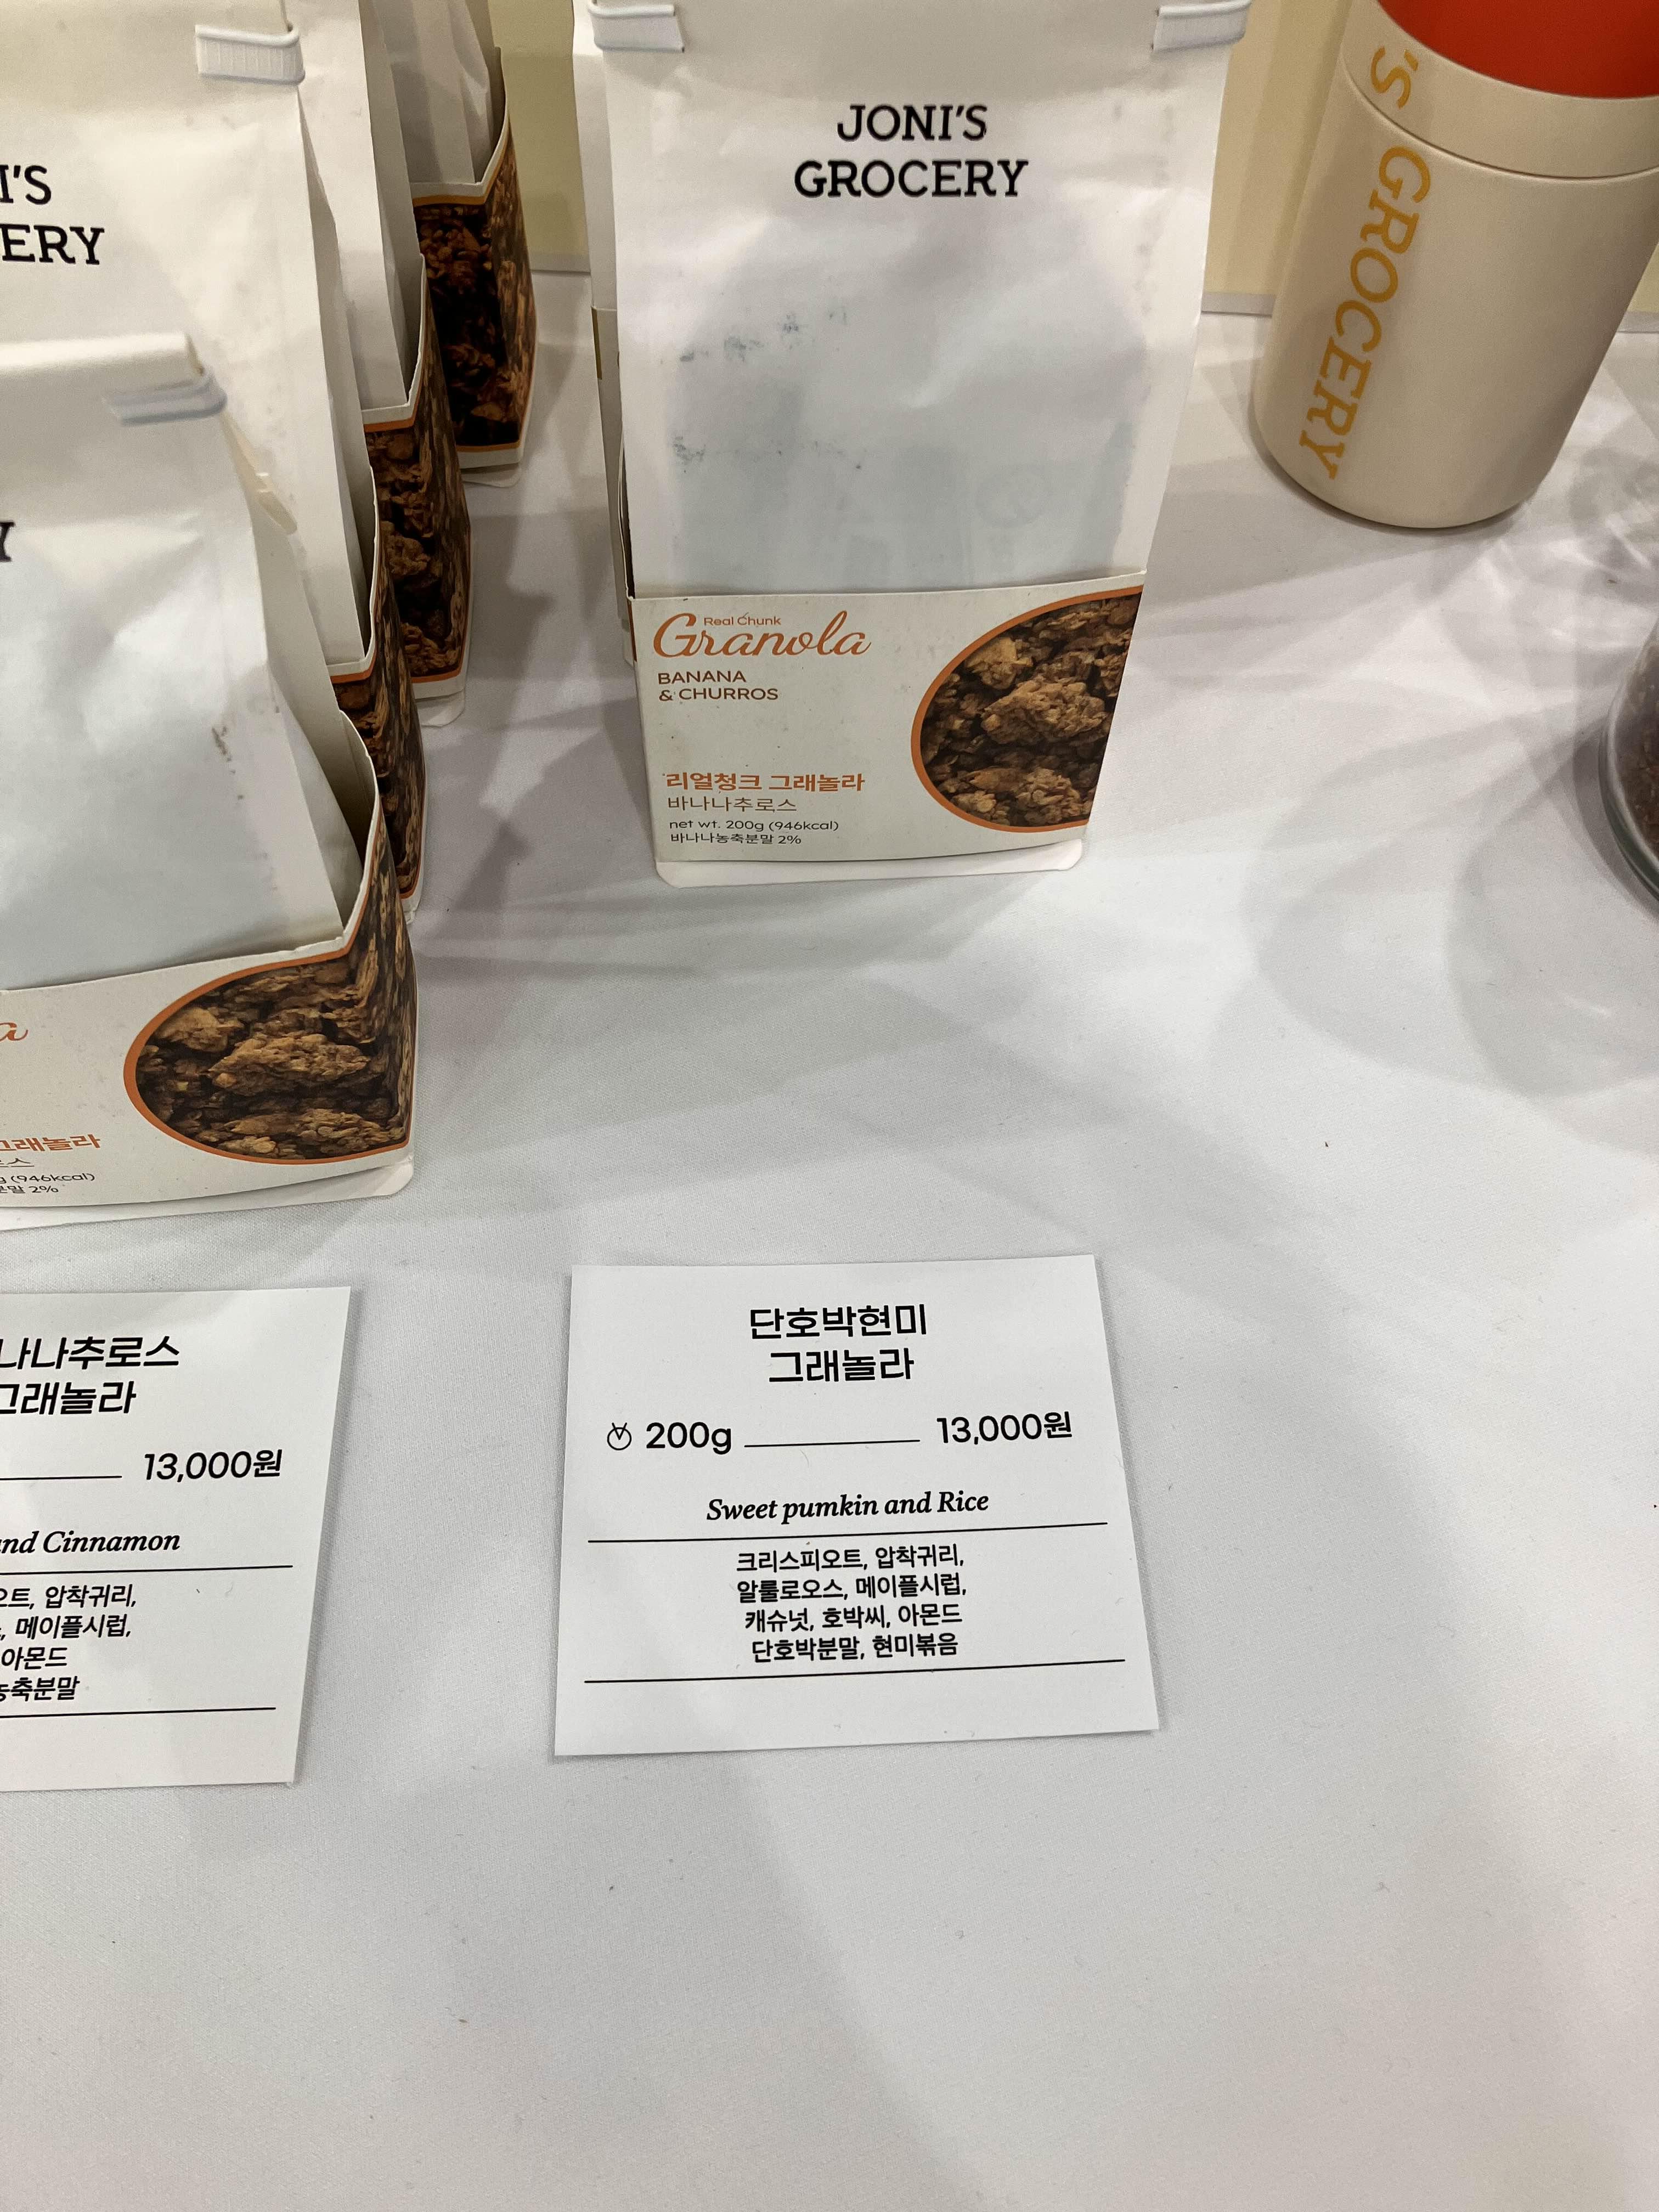 JONI'S
GROCERY
Real Chunk
Granola
BANANA
& CHURROS
리얼청크 그래놀라
바나나추로스
net wt. 200g (946kcal)
바나나농축분말 2%
'S GROCERY
I'S
ERY
Y
a
그래놀라
(946kcal)
2%
나나추로스
그래놀라
13,000원
and Cinnamon
오트, 압착귀리,
메이플시럽,
아몬드
농축분말
단호박현미
그래놀라
200g 13,000원
Sweet pumkin and Rice
크리스피오트, 압착귀리,
알룰로오스, 메이플시럽,
캐슈넛, 호박씨, 아몬드
단호박분말, 현미볶음